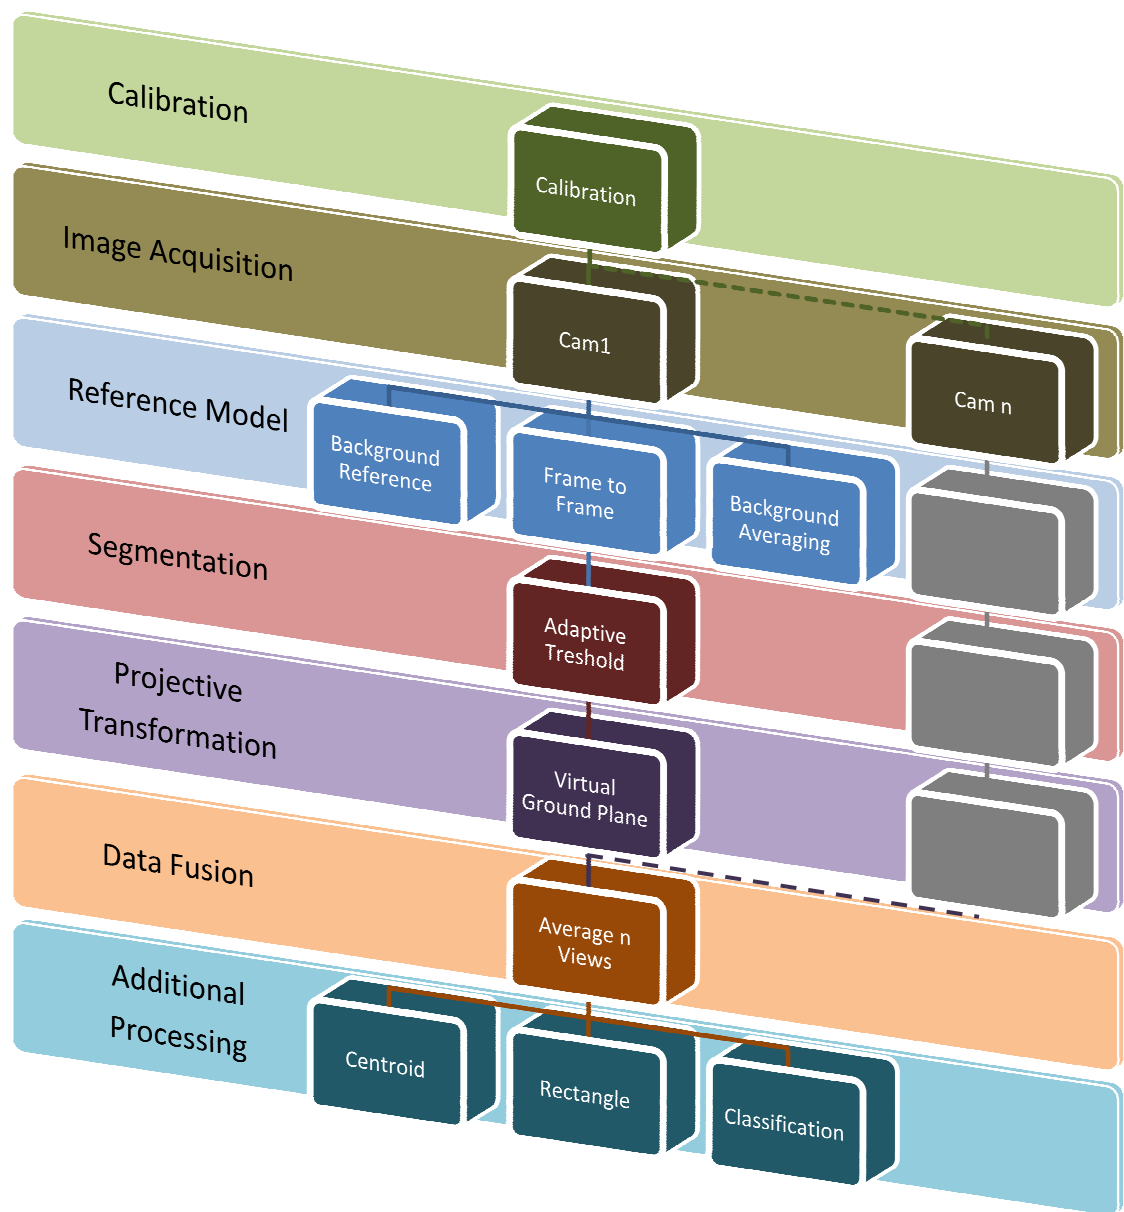 Calibration
Calibration
Image Acquisition
Cam1
Cam n
Reference Model
Background
Reference
Frame to
Frame
Background
Averaging
Segmentation
Adaptive
Treshold
Projective
Transformation
Virtual
Ground Plane
Data Fusion
Average n
Views
Additional
Processing
Centroid
Rectangle
Classification